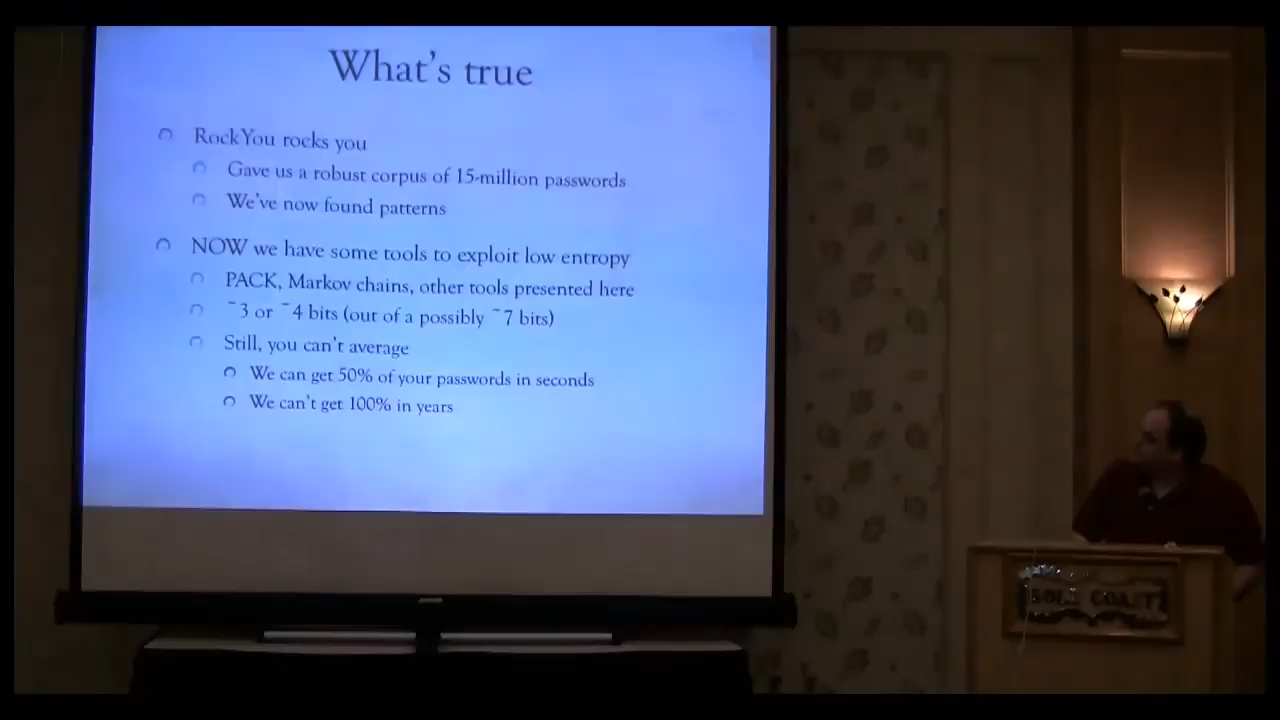 What's true
RockYou rocks you
Gave us a robust corpus of 15-million passwords
We've now found patterns
NOW we have some tools to exploit low entropy
PACK, Markov chains, other tools presented here
~3 or ~4 bits (out of a possibly ~7 bits)
Still, you can't average
We can get 50% of your passwords in seconds
We can't get 100% in years
GOLD COAST